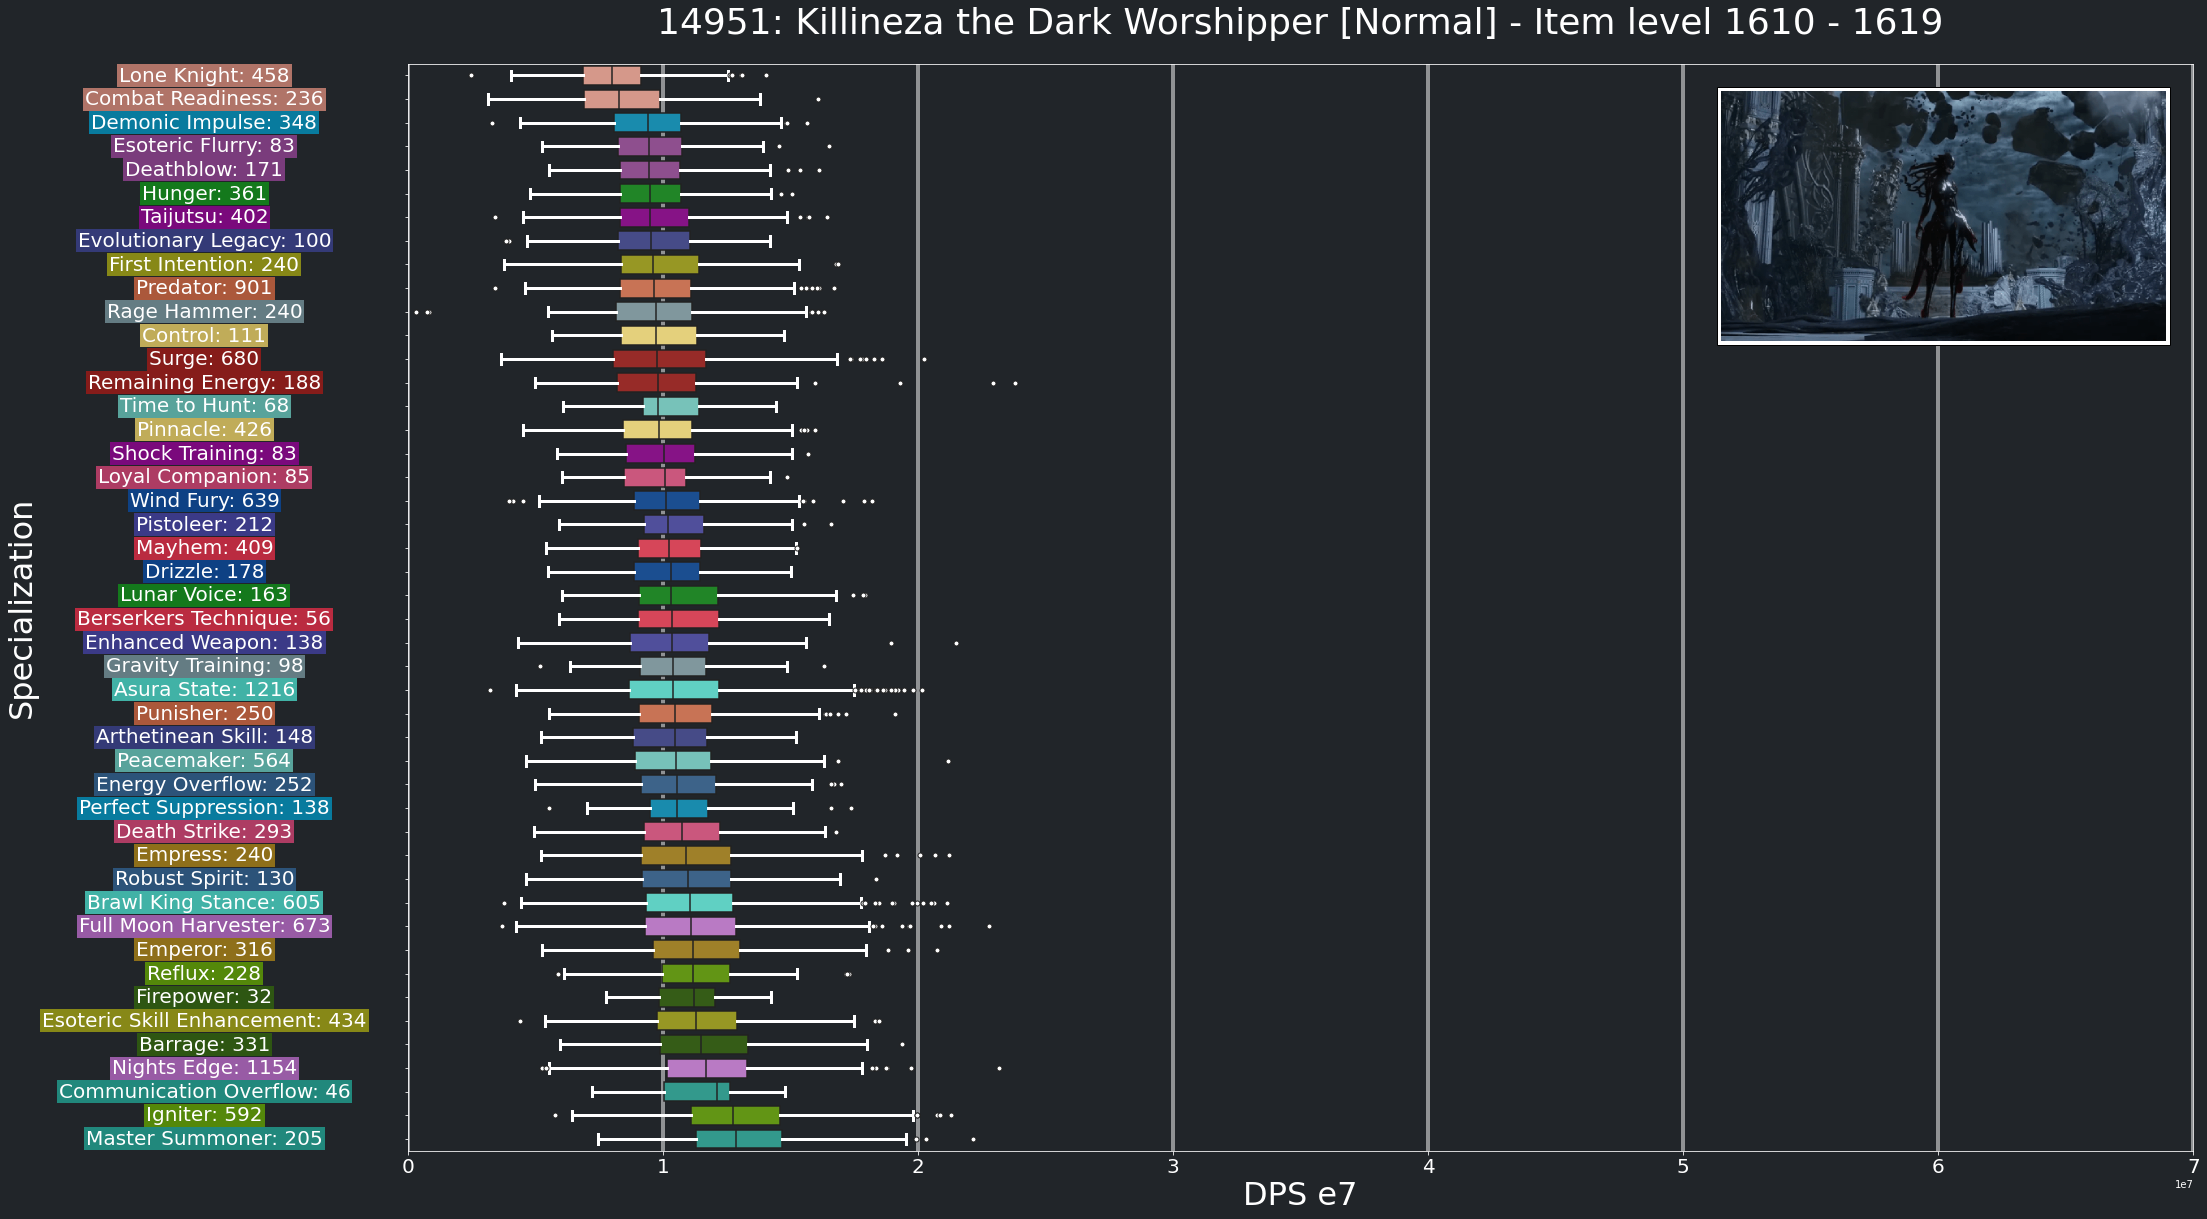 14951: Killineza the Dark Worshipper [Normal] - Item level 1610 - 1619
Specialization
Lone Knight: 458
Combat Readiness: 236
Demonic Impulse: 348
Esoteric Flurry: 83
Deathblow: 171
Hunger: 361
Taijutsu: 402
Evolutionary Legacy: 100
First Intention: 240
Predator: 901
Rage Hammer: 240
Control: 111
Surge: 680
Remaining Energy: 188
Time to Hunt: 68
Pinnacle: 426
Shock Training: 83
Loyal Companion: 85
Wind Fury: 639
Pistoleer: 212
Mayhem: 409
Drizzle: 178
Lunar Voice: 163
Berserkers Technique: 56
Enhanced Weapon: 138
Gravity Training: 98
Asura State: 1216
Punisher: 250
Arthetinean Skill: 148
Peacemaker: 564
Energy Overflow: 252
Perfect Suppression: 138
Death Strike: 293
Empress: 240
Robust Spirit: 130
Brawl King Stance: 605
Full Moon Harvester: 673
Emperor: 316
Reflux: 228
Firepower: 32
Esoteric Skill Enhancement: 434
Barrage: 331
Nights Edge: 1154
Communication Overflow: 46
Igniter: 592
Master Summoner: 205
0 1 2 3 4 5 6 7
1e7
DPS e7